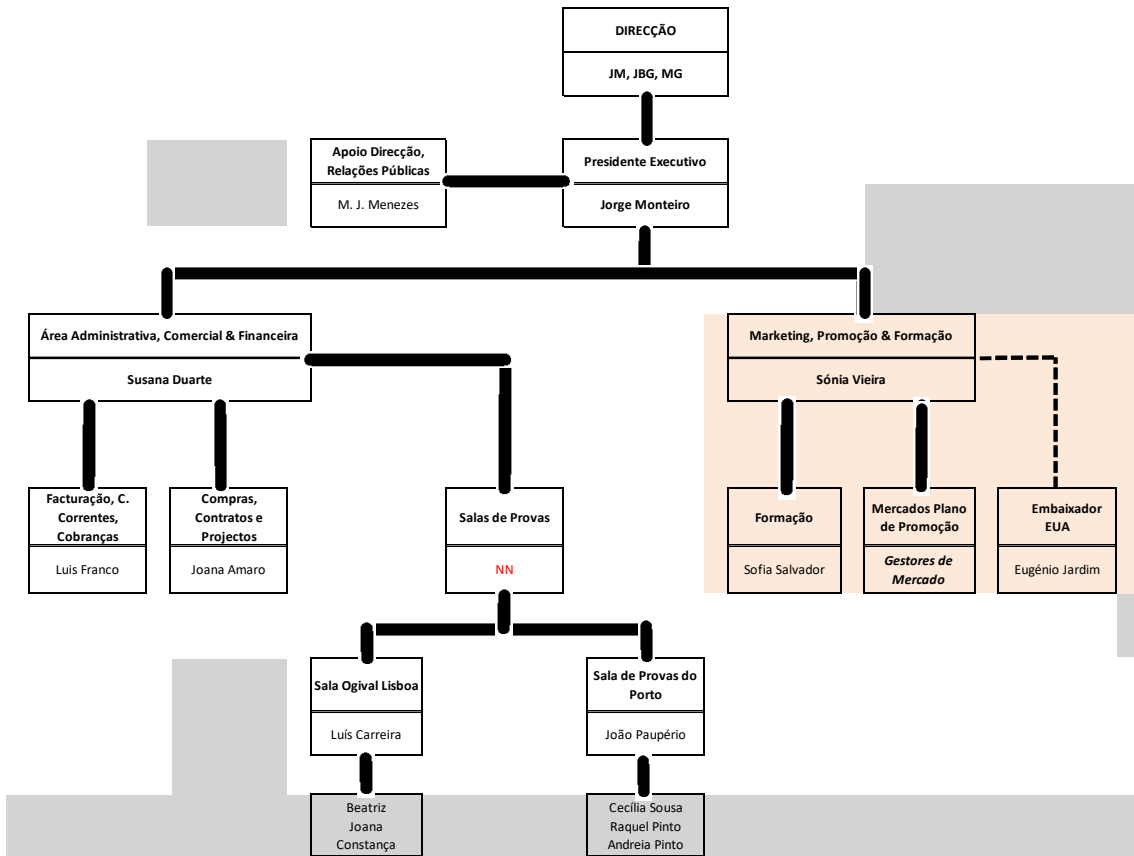 DIRECÇÃO
JM, JBG, MG
Apoio Direcção,
Relações Públicas
M. J. Menezes
Presidente Executivo
Jorge Monteiro
Área Administrativa, Comercial & Financeira
Susana Duarte
Marketing, Promoção & Formação
Sónia Vieira
Facturação, C.
Correntes,
Cobranças
Luis Franco
Compras,
Contratos e
Projectos
Joana Amaro
Salas de Provas
NN
Formação
Sofia Salvador
Mercados Plano
de Promoção
Gestores de
Mercado
Embaixador
EUA
Eugénio Jardim
Sala Ogival Lisboa
Luís Carreira
Sala de Provas do
Porto
João Paupério
Beatriz
Joana
Constança
Cecília Sousa
Raquel Pinto
Andreia Pinto